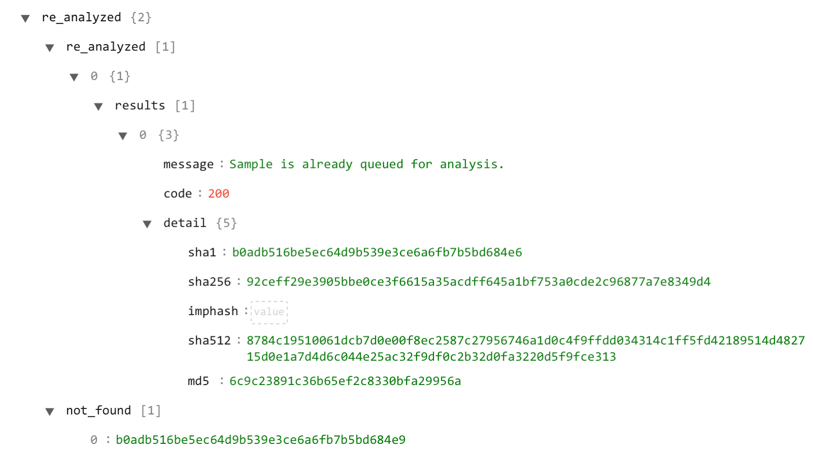 re_analyzed {2}
re_analyzed [1]
0 {1}
results [1]
0 {3}
message : Sample is already queued for analysis.
code : 200
detail {5}
sha1 : b0adb516be5ec64d9b539e3ce6a6fb7b5bd684e6
sha256 : 92ceff29e3905bbe0ce3f6615a35acdff645a1bf753a0cde2c96877a7e8349d4
imphash : value
sha512 : 8784c19510061dcb7d0e00f8ec2587c27956746a1d0c4f9ffdd034314c1ff5fd42189514d4827
15d0e1a7d4d6c044e25ac32f9df0c2b32d0fa3220d5f9fce313
md5 : 6c9c23891c36b65ef2c8330bfa29956a
not_found [1]
0 : b0adb516be5ec64d9b539e3ce6a6fb7b5bd684e9